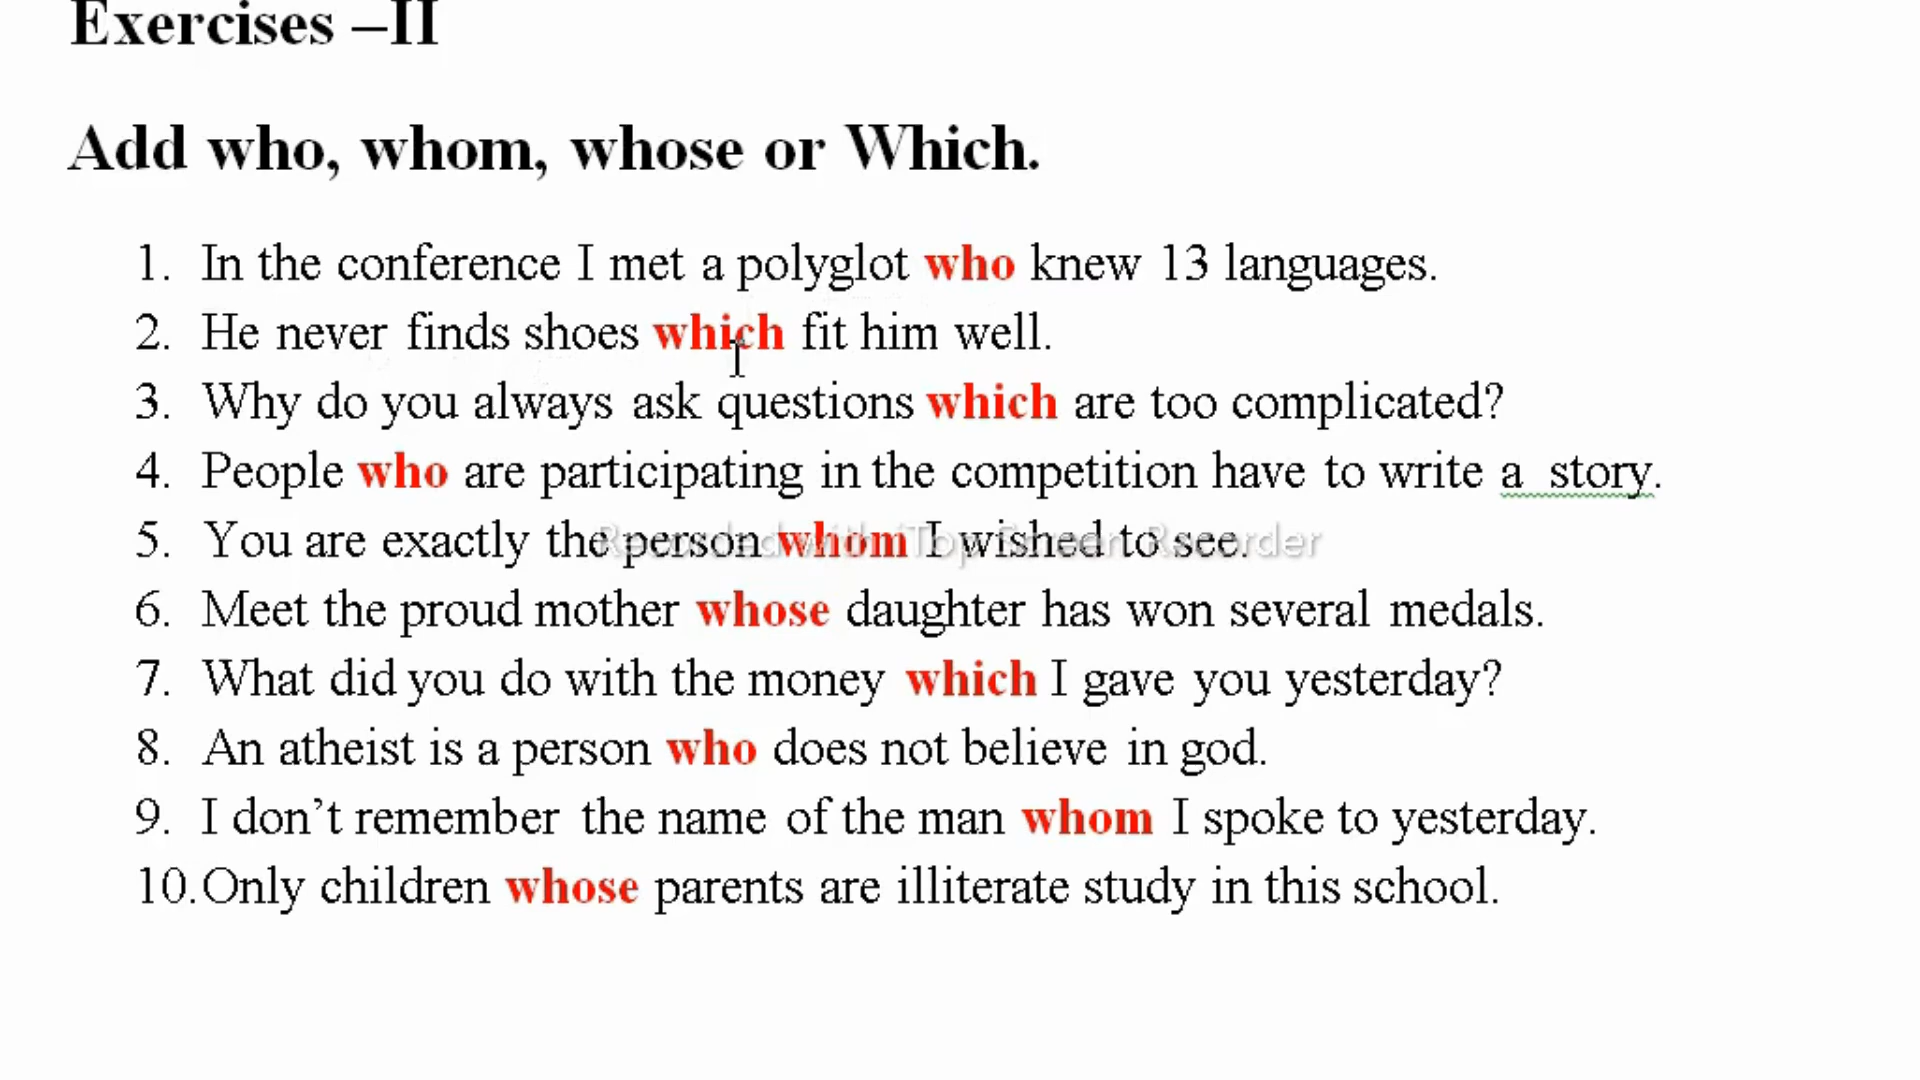 Exercises –II
Add who, whom, whose or Which.
1. In the conference I met a polyglot who knew 13 languages.
2. He never finds shoes which fit him well.
3. Why do you always ask questions which are too complicated?
4. People who are participating in the competition have to write a story.
5. You are exactly the person whom I wished to see.
Recorded with iTop Screen Recorder
6. Meet the proud mother whose daughter has won several medals.
7. What did you do with the money which I gave you yesterday?
8. An atheist is a person who does not believe in god.
9. I don’t remember the name of the man whom I spoke to yesterday.
10. Only children whose parents are illiterate study in this school.